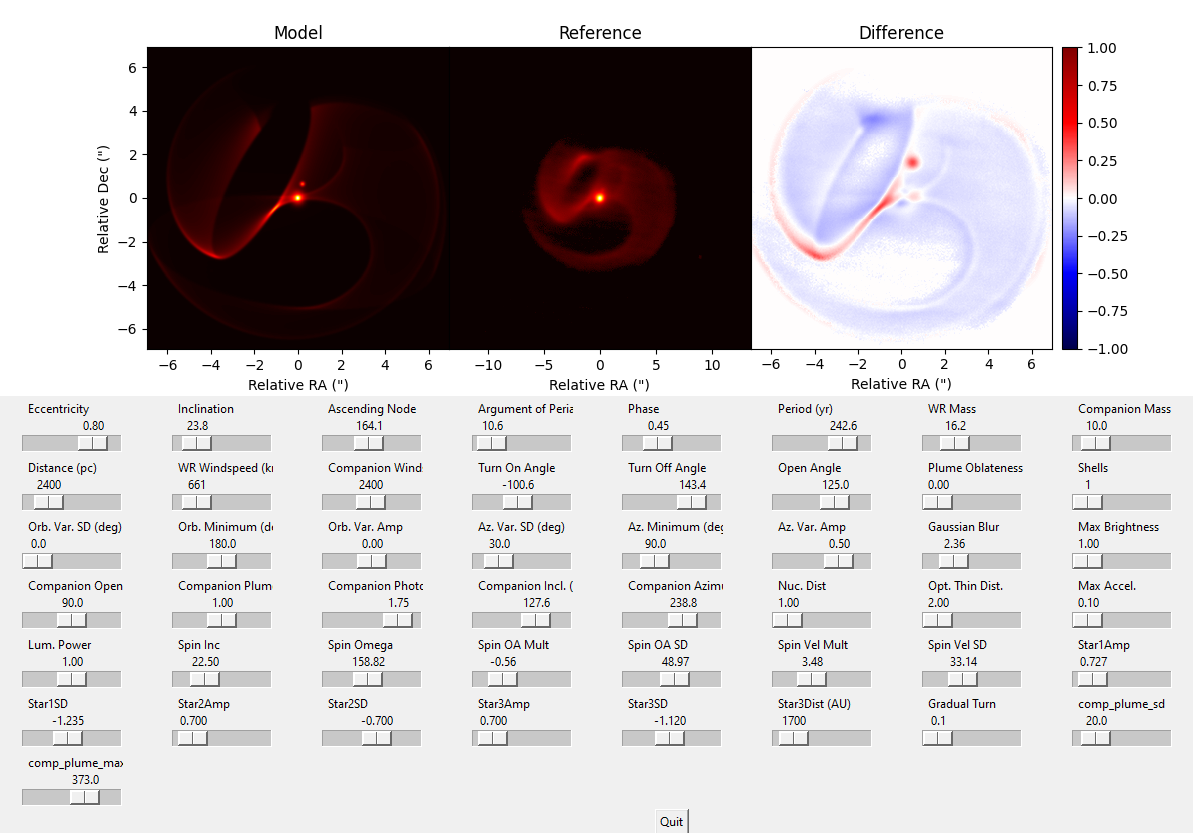 Model
Reference
Difference
6
4
2
0
−2
−4
−6
Relative Dec (")
−6 −4 −2 0 2 4 6
−10 −5 0 5 10
−6 −4 −2 0 2 4 6
Relative RA (")
Relative RA (")
Relative RA (")
1.00
0.75
0.50
0.25
0.00
−0.25
−0.50
−0.75
−1.00
Eccentricity Inclination Ascending Node Argument of Peria Phase Period (yr) WR Mass Companion Mass
0.80 23.8 164.1 10.6 0.45 242.6 16.2 10.0
Distance (pc) WR Windspeed (kr Companion Wind: Turn On Angle Turn Off Angle Open Angle Plume Oblateness Shells
2400 661 2400 -100.6 143.4 125.0 0.00 1
Orb. Var. SD (deg) Orb. Minimum (de Orb. Var. Amp Az. Var. SD (deg) Az. Minimum (deg Az. Var. Amp Gaussian Blur Max Brightness
0.0 180.0 0.00 30.0 90.0 0.50 2.36 1.00
Companion Open Companion Plum Companion Photo Companion Incl. ( Companion Azimu Nuc. Dist Opt. Thin Dist. Max Accel.
90.0 1.00 1.75 127.6 238.8 1.00 2.00 0.10
Lum. Power Spin Inc Spin Omega Spin OA Mult Spin OA SD Spin Vel Mult Spin Vel SD Star1Amp
1.00 22.50 158.82 -0.56 48.97 3.48 33.14 0.727
Star1SD Star2Amp Star2SD Star3Amp Star3SD Star3Dist (AU) Gradual Turn comp_plume_sd
-1.235 0.700 -0.700 0.700 -1.120 1700 0.1 20.0
comp_plume_max
373.0
Quit